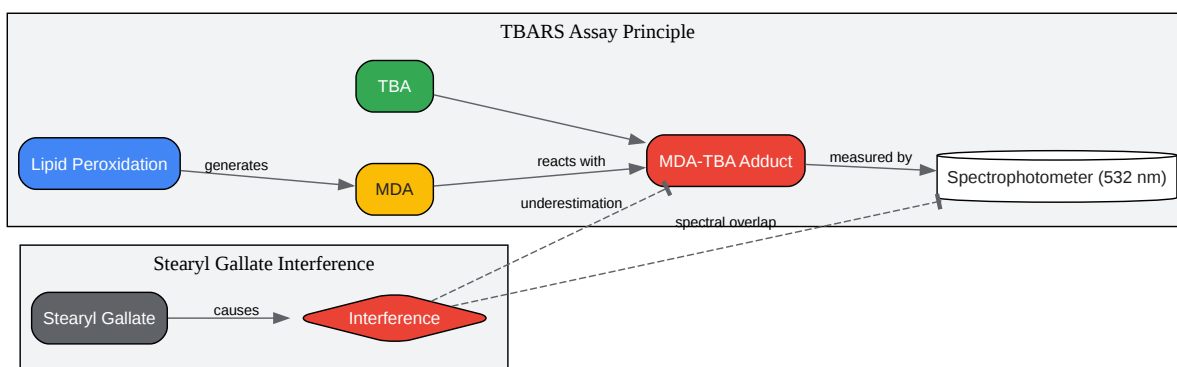 TBARS Assay Principle
TBA
Lipid Peroxidation
generates
MDA
reacts with
MDA-TBA Adduct
measured by
Spectrophotometer (532 nm)
underestimation
spectral overlap
Stearyl Gallate Interference
Stearyl Gallate
causes
Interference